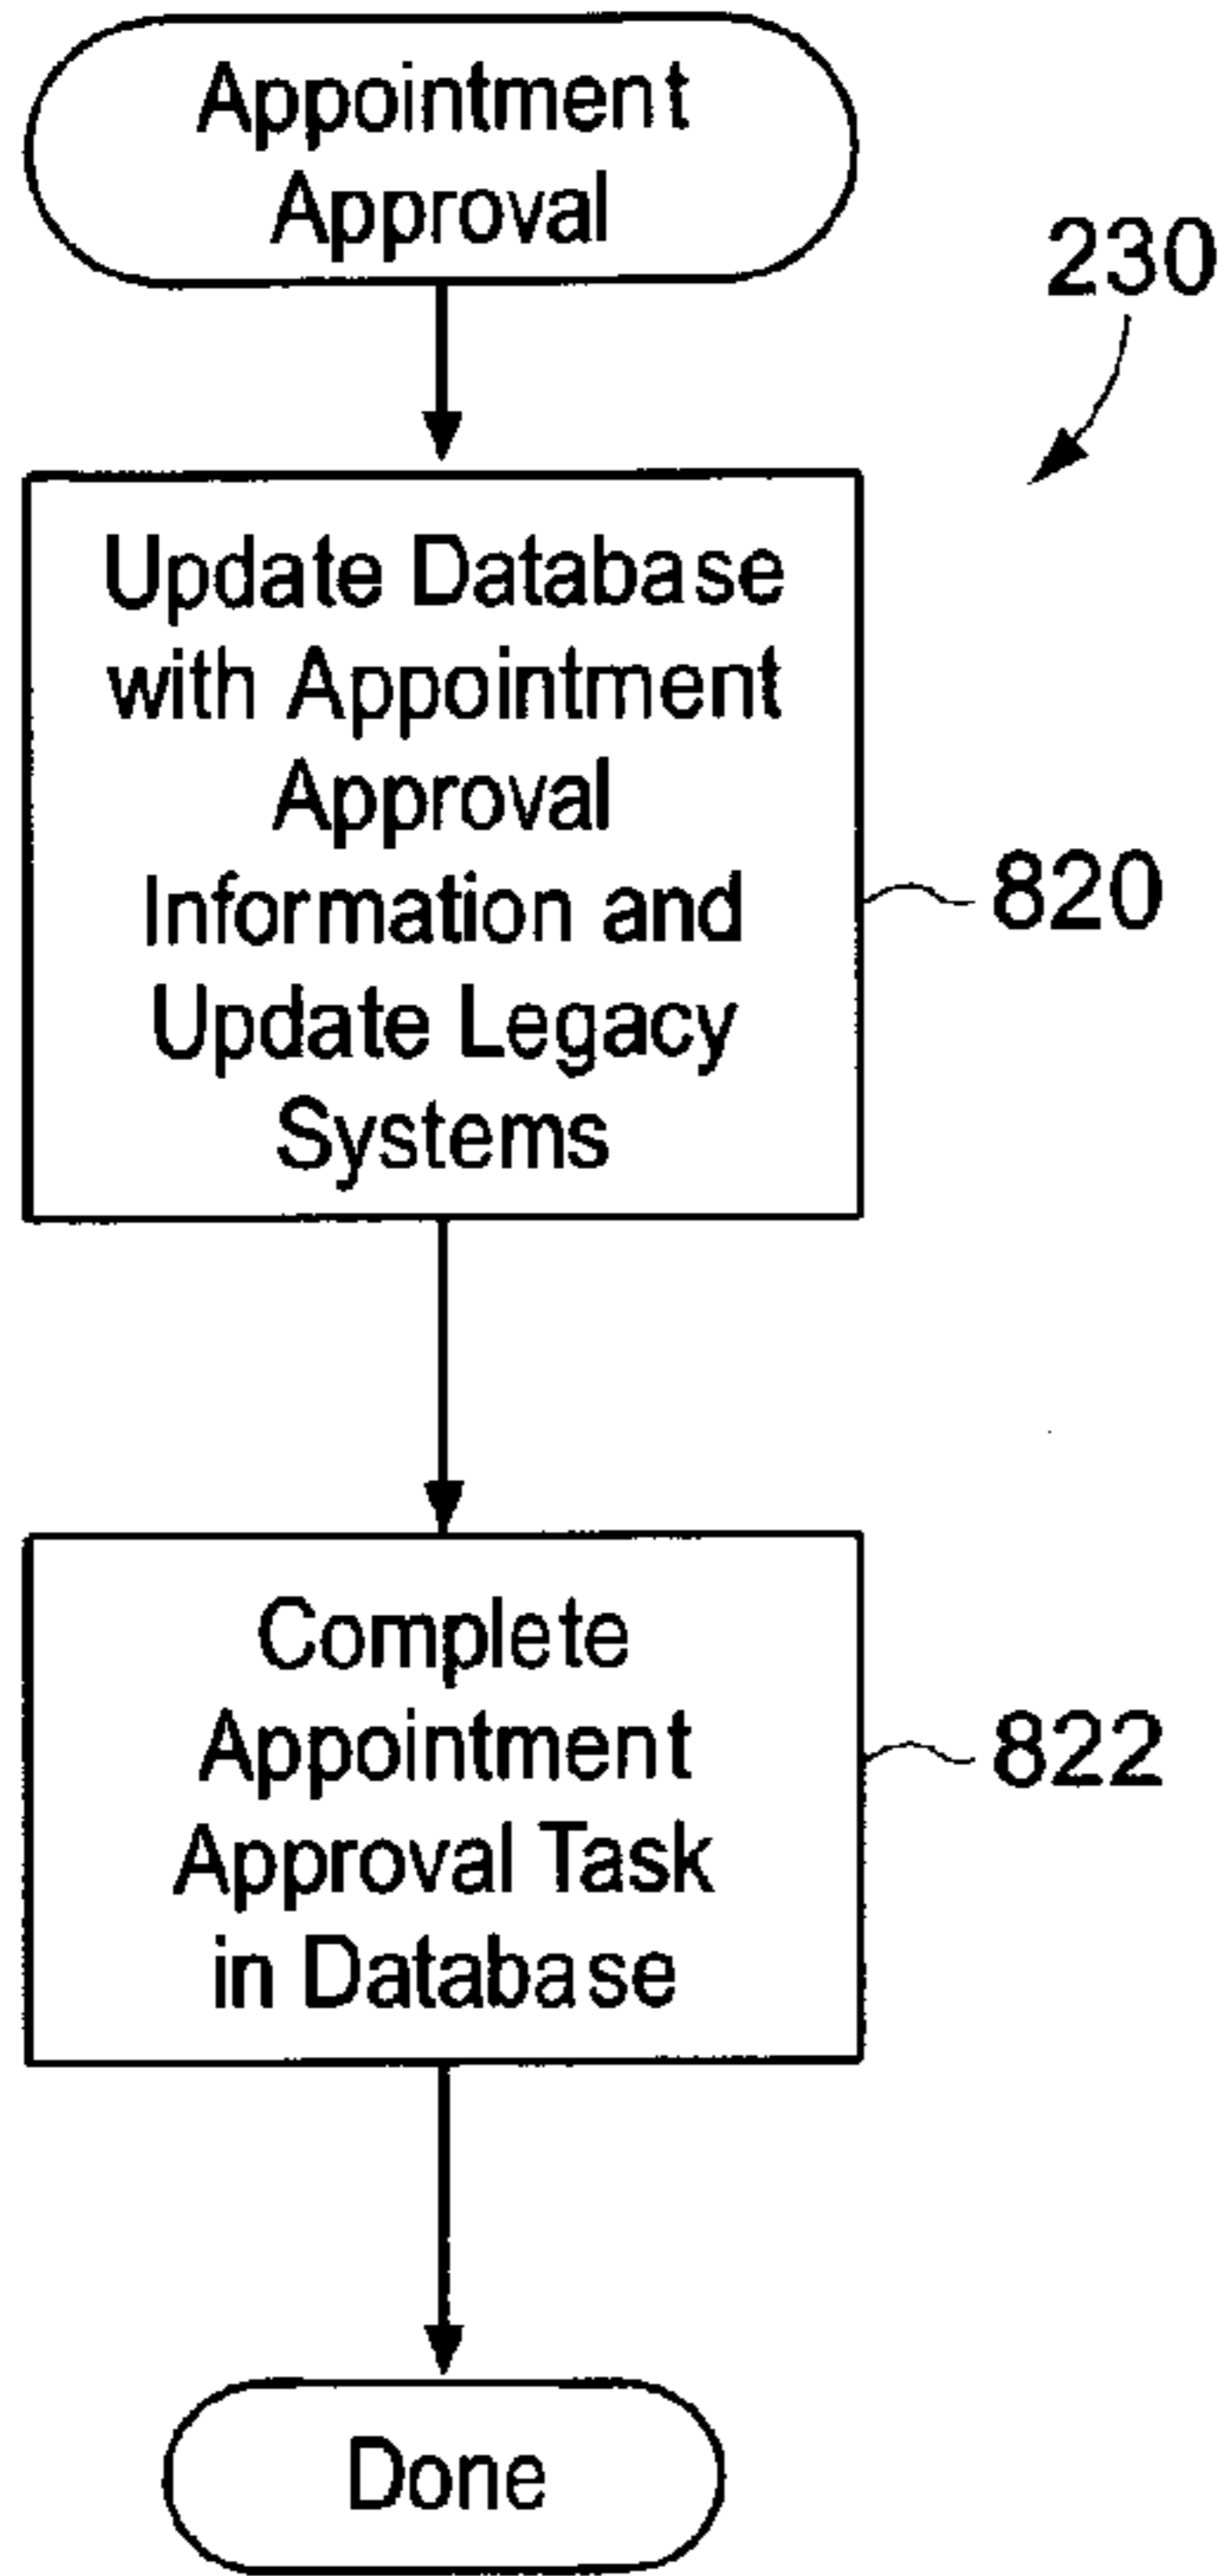 Appointment
Approval
230
Update Database
with Appointment
Approval
Information and
Update Legacy
Systems
820
Complete
Appointment
Approval Task
in Database
822
Done